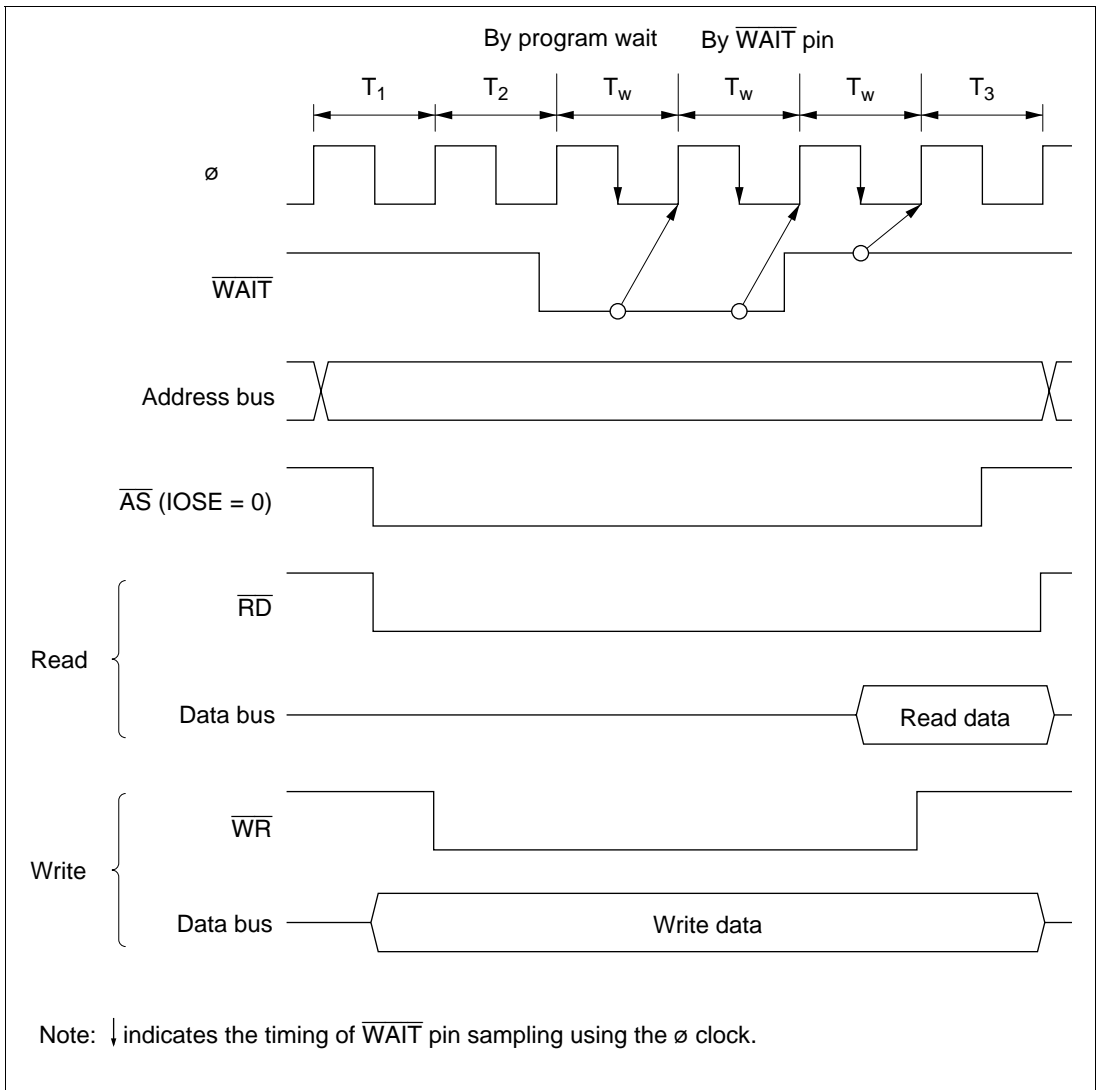 By program wait By WAIT pin
T1 T2 Tw Tw Tw T3
ø
WAIT
Address bus
AS (IOSE = 0)
RD
Read
Data bus Read data
WR
Write
Data bus Write data
Note: ↓ indicates the timing of WAIT pin sampling using the ø clock.